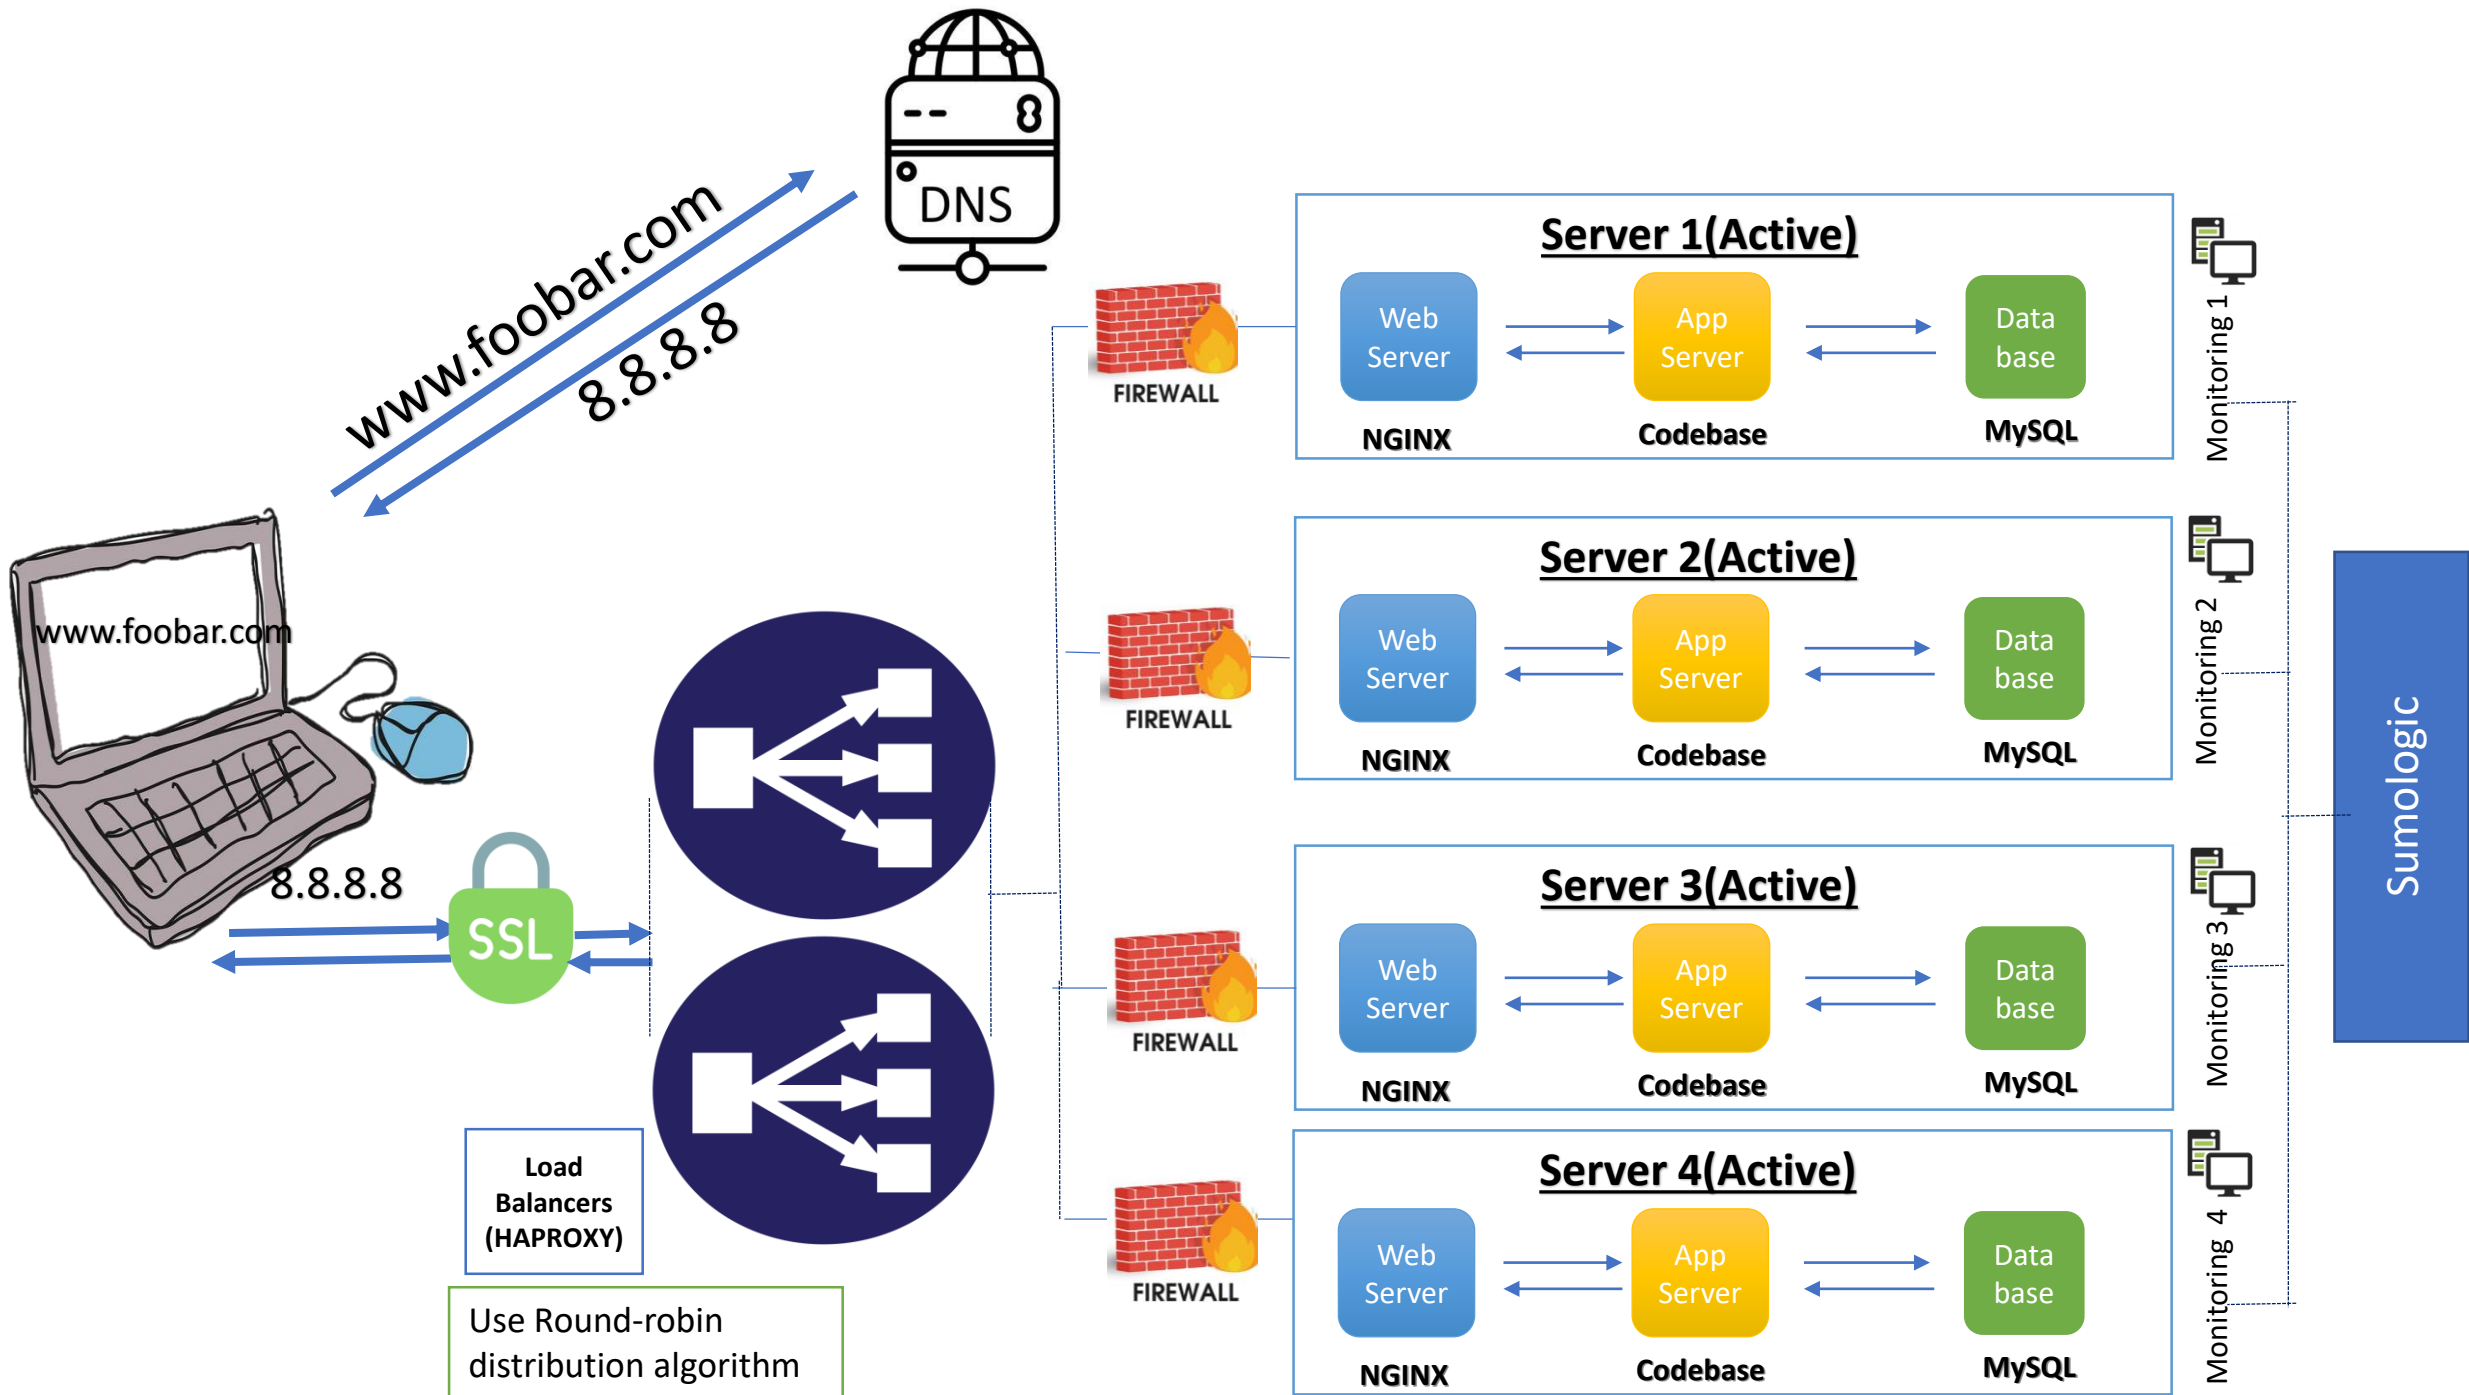 DNS
www.foobar.com
8.8.8.8
www.foobar.com
8.8.8.8
SSL
Load
Balancers
(HAPROXY)
Use Round-robin
distribution algorithm
FIREWALL
Server 1(Active)
Web
Server
App
Server
Data
base
NGINX
Codebase
MySQL
Monitoring 1
FIREWALL
Server 2(Active)
Web
Server
App
Server
Data
base
NGINX
Codebase
MySQL
Monitoring 2
FIREWALL
Server 3(Active)
Web
Server
App
Server
Data
base
NGINX
Codebase
MySQL
Monitoring 3
FIREWALL
Server 4(Active)
Web
Server
App
Server
Data
base
NGINX
Codebase
MySQL
Monitoring 4
Sumologic